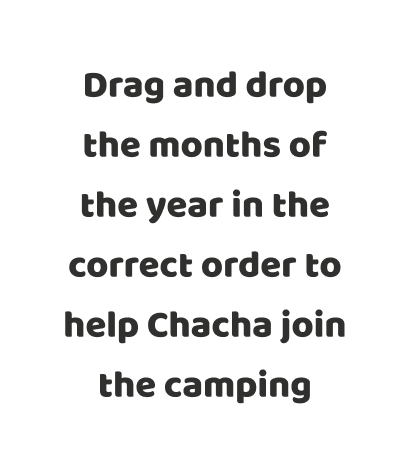 Drag and drop
the months of
the year in the
correct order to
help Chacha join
the camping